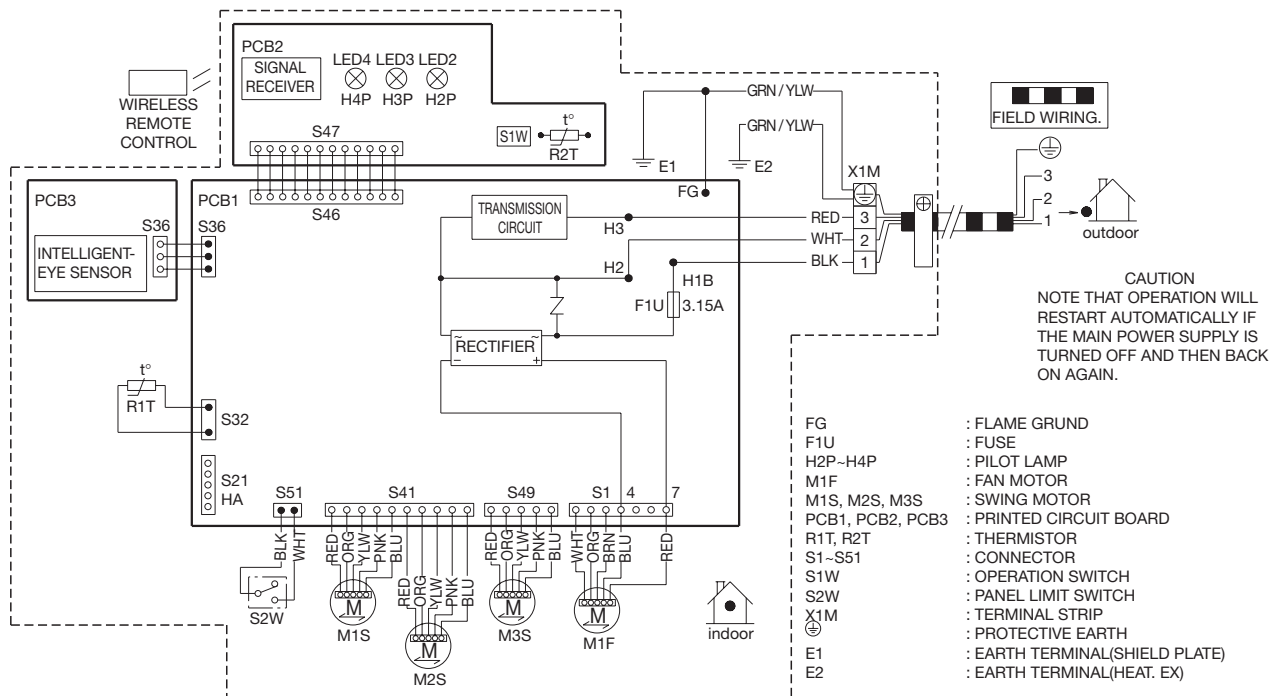 PCB2
LED4 LED3 LED2
SIGNAL
RECEIVER
H4P H3P H2P
WIRELESS
REMOTE
CONTROL
S47
S1W
t°
R2T
GRN / YLW
GRN / YLW
E1
E2
FIELD WIRING.
X1M
3
2
1
outdoor
PCB3
S36
INTELLIGENT-
EYE SENSOR
PCB1
S36
S46
FG
TRANSMISSION
CIRCUIT
H3
RED 3
WHT 2
BLK 1
H2
H1B
F1U 3.15A
~ ~
RECTIFIER
– +
CAUTION
NOTE THAT OPERATION WILL
RESTART AUTOMATICALLY IF
THE MAIN POWER SUPPLY IS
TURNED OFF AND THEN BACK
ON AGAIN.
t°
R1T
S32
S21
HA
S51
S41
S49
S1 4 7
BLK
WHT
RED
ORG
YLW
PNK
BLU
RED
ORG
YLW
PNK
BLU
RED
ORG
YLW
PNK
BLU
WHT
ORG
BRN
BLU
RED
S2W
M
M1S
M
M2S
M
M3S
M
M1F
indoor
FG : FLAME GRUND
F1U : FUSE
H2P~H4P : PILOT LAMP
M1F : FAN MOTOR
M1S, M2S, M3S : SWING MOTOR
PCB1, PCB2, PCB3 : PRINTED CIRCUIT BOARD
R1T, R2T : THERMISTOR
S1~S51 : CONNECTOR
S1W : OPERATION SWITCH
S2W : PANEL LIMIT SWITCH
X1M : TERMINAL STRIP
: PROTECTIVE EARTH
E1 : EARTH TERMINAL(SHIELD PLATE)
E2 : EARTH TERMINAL(HEAT. EX)